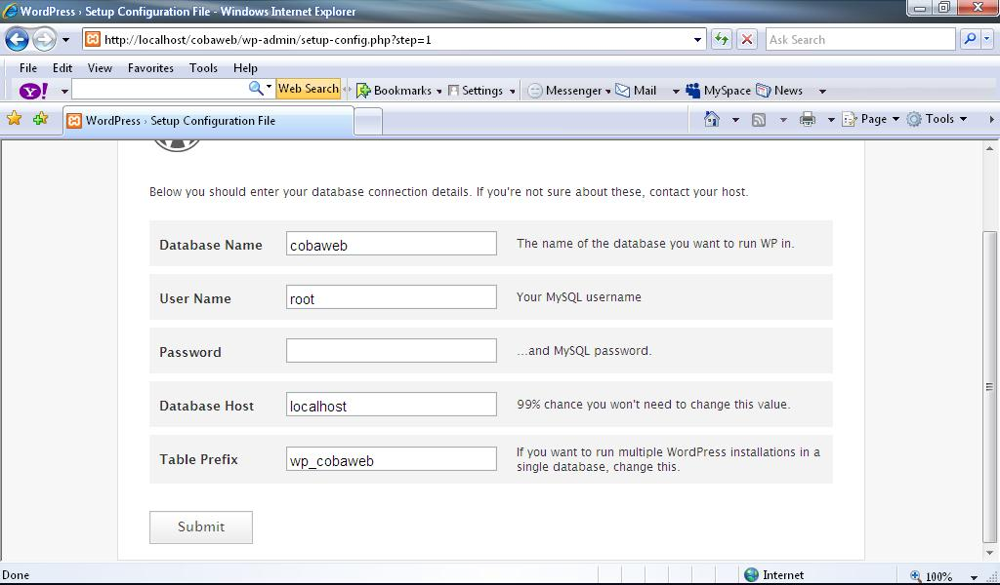 WordPress › Setup Configuration File - Windows Internet Explorer
http://localhost/cobaweb/wp-admin/setup-config.php?step=1
Ask Search
File Edit View Favorites Tools Help
Y! Web Search Bookmarks Settings Messenger Mail MySpace News
WordPress › Setup Configuration File
Page Tools
Below you should enter your database connection details. If you're not sure about these, contact your host.
Database Name cobaweb The name of the database you want to run WP in.
User Name root Your MySQL username
Password ...and MySQL password.
Database Host localhost 99% chance you won't need to change this value.
Table Prefix wp_cobaweb If you want to run multiple WordPress installations in a
single database, change this.
Submit
Done Internet 100%